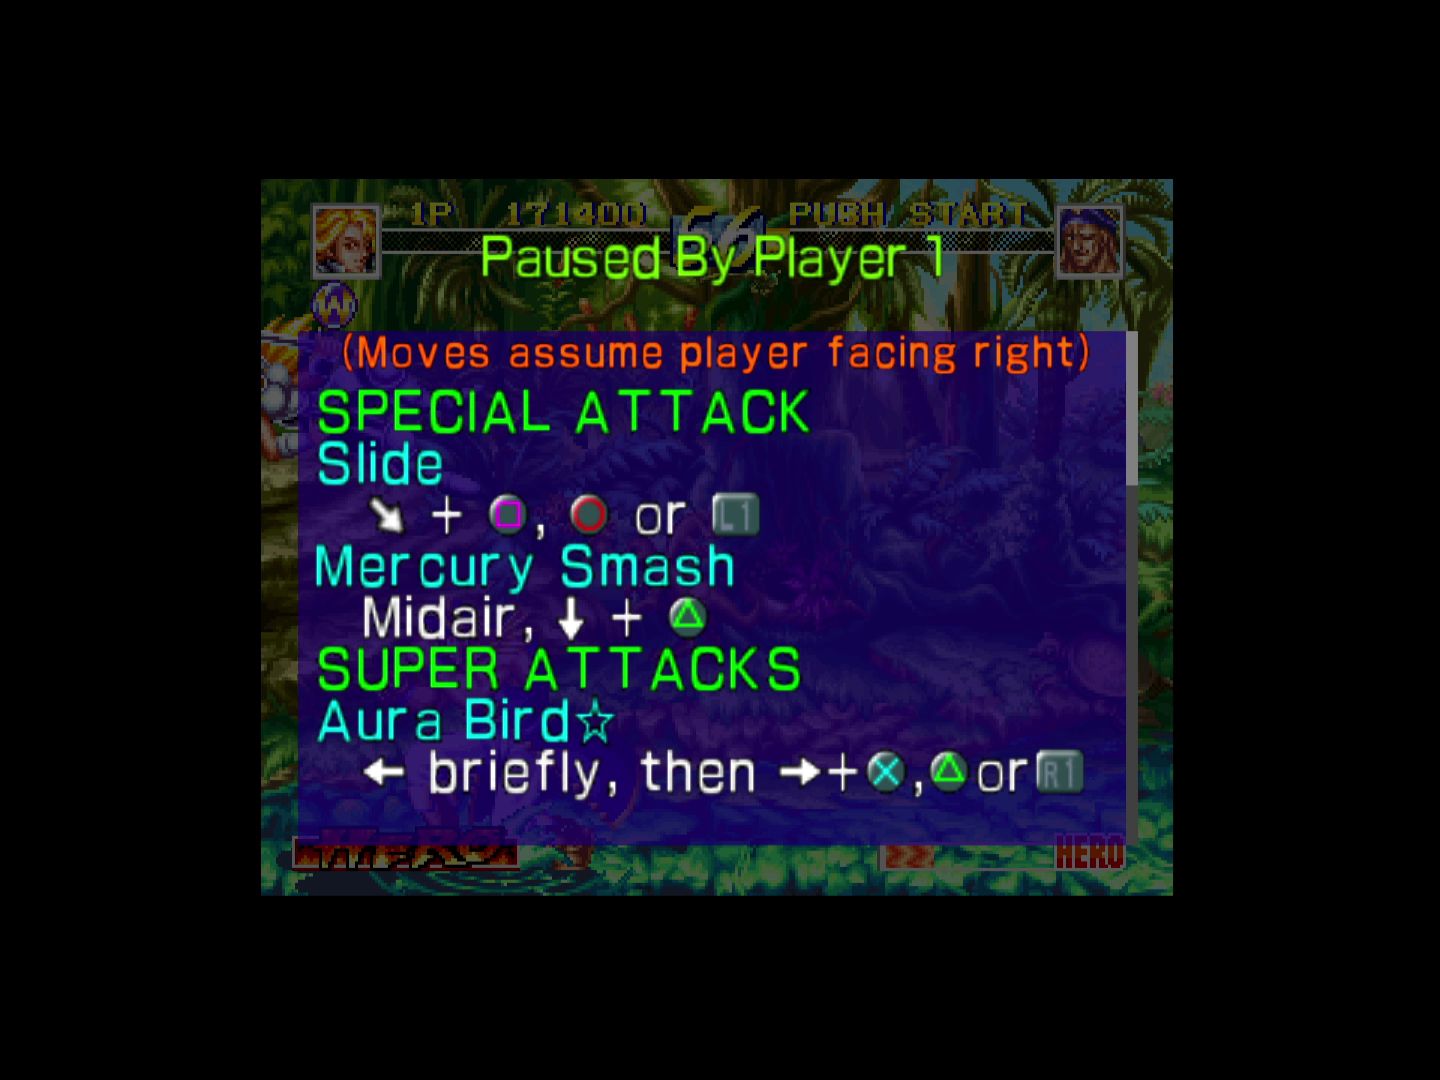 1P 171400 56 PUSH START
Paused By Player 1
W
(Moves assume player facing right)
SPECIAL ATTACK
Slide
↘ + □, ○ or L1
Mercury Smash
Midair, ↓ + △
SUPER ATTACKS
Aura Bird☆
← briefly, then →+×,△or R1
HERO